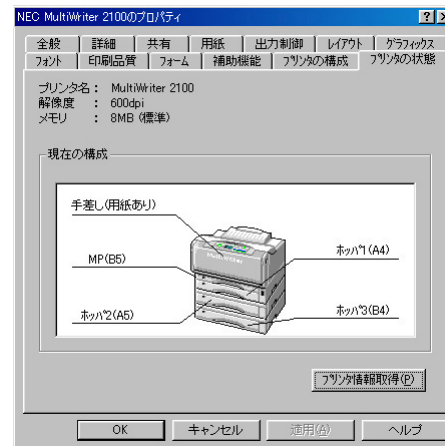 NEC MultiWriter 2100のプロパティ
全般 詳細 共有 用紙 出力制御 レイアウト グラフィックス
フォント 印刷品質 フォーム 補助機能 プリンタの構成 プリンタの状態
プリンタ名： MultiWriter 2100
解像度 ： 600dpi
メモリ ： 8MB (標準)
現在の構成
手差し(用紙あり)
MP(B5)
ホッパ1(A4)
ホッパ2(A5)
ホッパ3(B4)
MultiWriter
プリンタ情報取得(P)
OK キャンセル 適用(A) ヘルプ